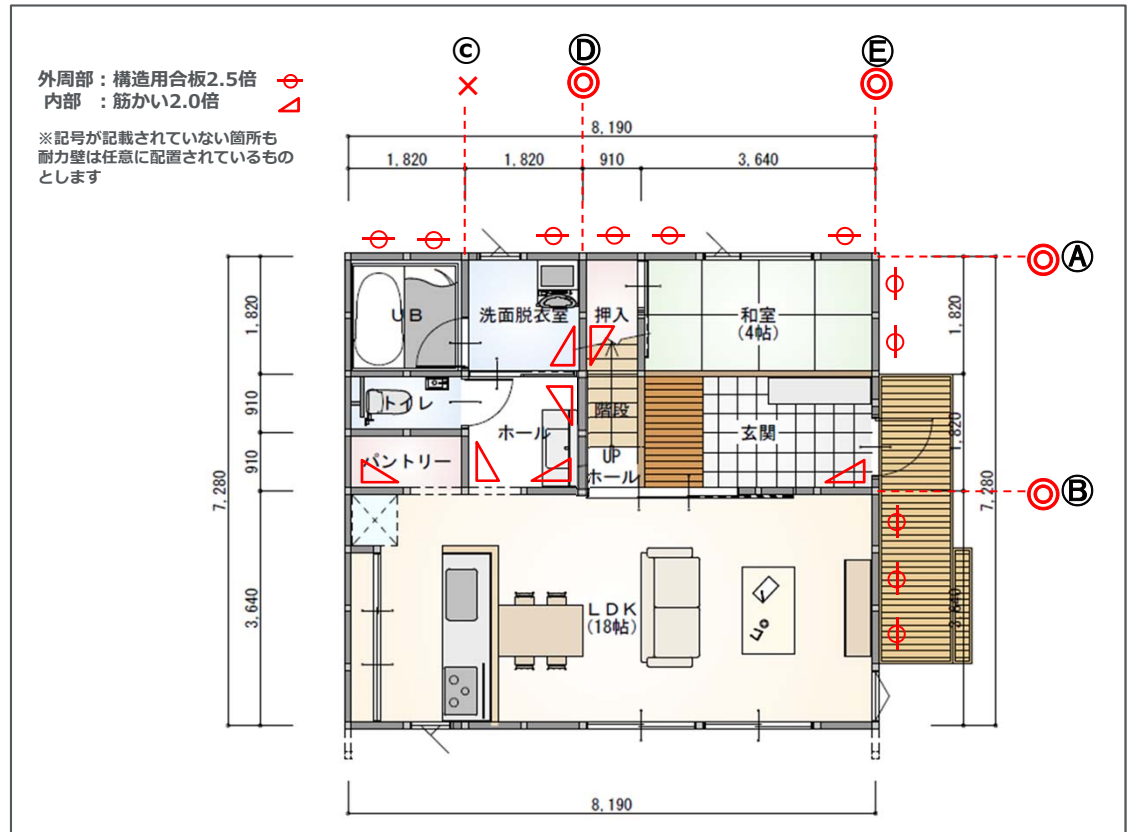 Ⓒ Ⓓ Ⓔ
外周部：構造用合板2.5倍
内部　：筋かい2.0倍
※記号が記載されていない箇所も
耐力壁は任意に配置されているもの
とします
8,190
1,820 1,820 910 3,640
Ⓐ
UB 洗面脱衣室 押入 和室
(4帖)
1,820 1,820
トイレ 階段 玄関
910 1,820
ホール
パントリー UP
910 ホール
Ⓑ
7,280 7,280
LDK
(18帖)
3,640 3,640
8,190